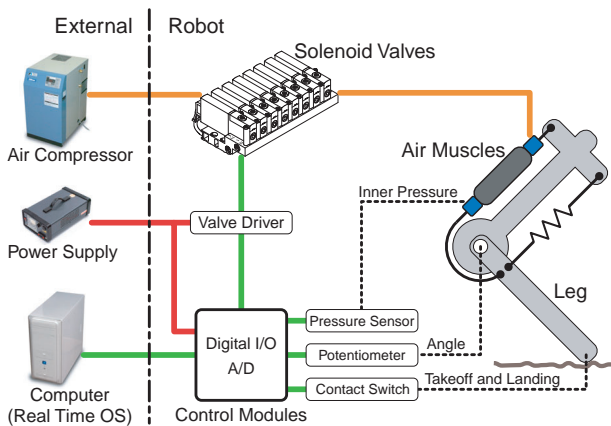 External
Robot
Solenoid Valves
Air Compressor
Air Muscles
Inner Pressure
Valve Driver
Power Supply
Leg
Digital I/O
A/D
Pressure Sensor
Potentiometer
Angle
Contact Switch
Takeoff and Landing
Control Modules
Computer
(Real Time OS)